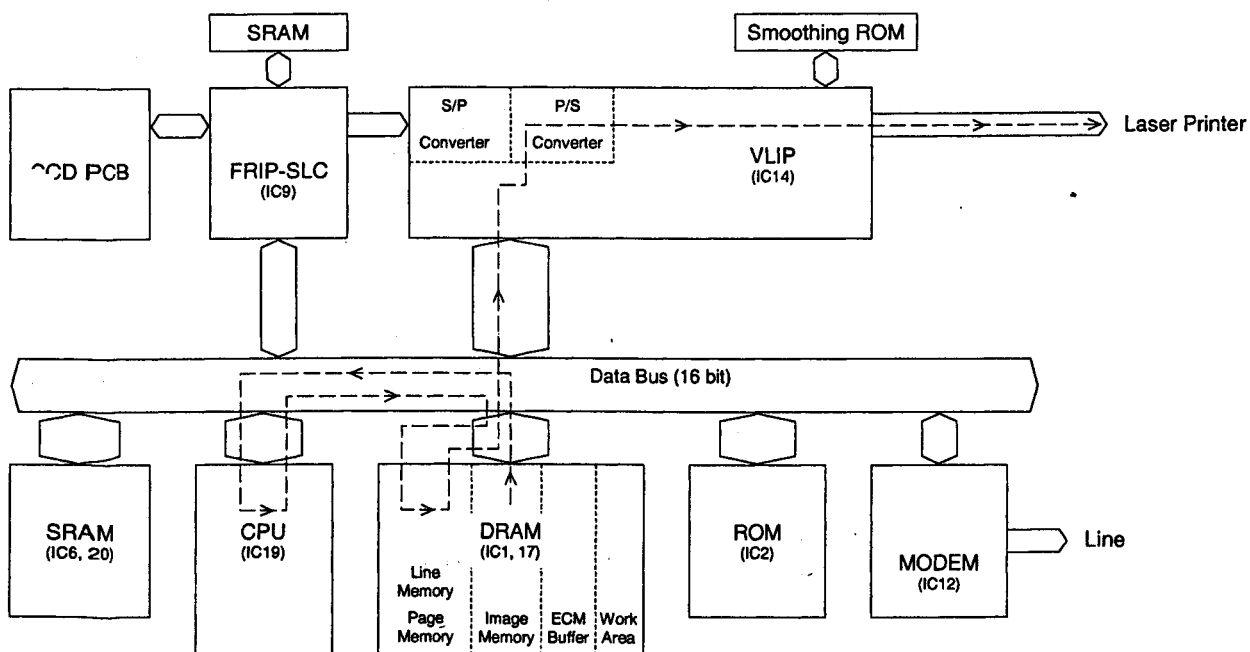 SRAM
Smoothing ROM
S/P
Converter
P/S
Converter
Laser Printer
PCB
FRIP-SLC
(IC9)
VLIP
(IC14)
Data Bus (16 bit)
SRAM
(IC6, 20)
CPU
(IC19)
DRAM
(IC1, 17)
Line
Memory
Page
Memory
Image
Memory
ECM
Buffer
Work
Area
ROM
(IC2)
MODEM
(IC12)
Line